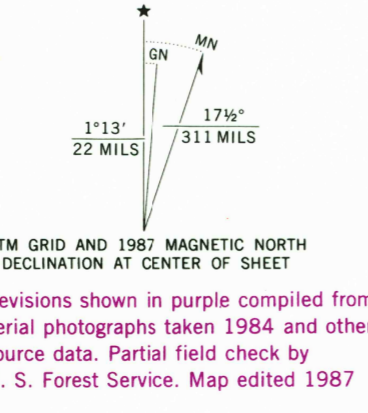 MN
GN
1°13′ 17½°
22 MILS 311 MILS
TM GRID AND 1987 MAGNETIC NORTH
DECLINATION AT CENTER OF SHEET
evisions shown in purple compiled from
erial photographs taken 1984 and other
ource data. Partial field check by
. S. Forest Service. Map edited 1987